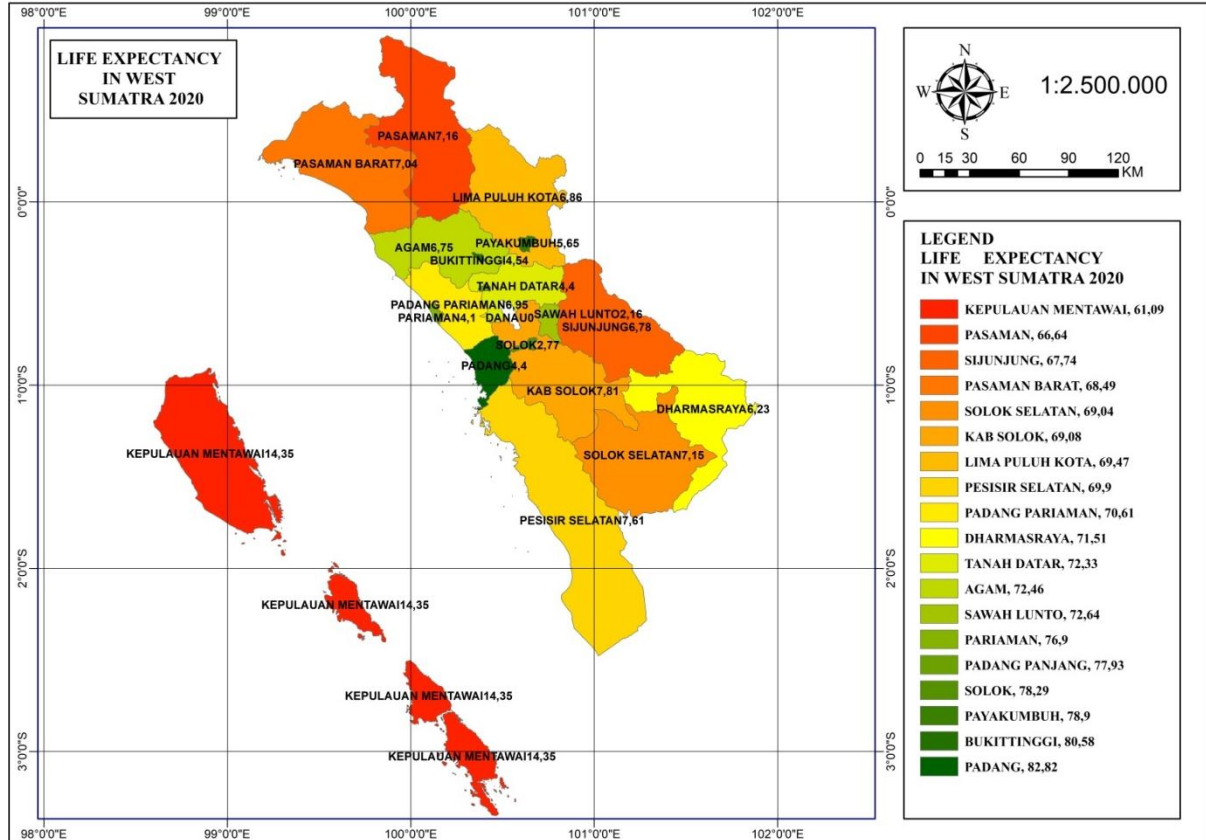 98°0'0"E 99°0'0"E 100°0'0"E 101°0'0"E 102°0'0"E
LIFE EXPECTANCY
IN WEST
SUMATRA 2020
PASAMAN7,16
PASAMAN BARAT7,04
LIMA PULUH KOTA6,86
0°0'0" 0°0'0"
AGAM6,75
PAYAKUMBUH5,65
BUKITTINGGI4,54
TANAH DATAR4,4
PADANG PARIAMAN6,95
PARIAMAN4,1
DANAU0
SAWAH LUNTO2,16
SIJUNJUNG6,78
SOLOK2,77
PADANG4,4
1°0'0"S 1°0'0"S
KAB SOLOK7,81
DHARMASRAYA6,23
KEPULAUAN MENTAWAI14,35
SOLOK SELATAN7,15
PESISIR SELATAN7,61
2°0'0"S 2°0'0"S
KEPULAUAN MENTAWAI14,35
KEPULAUAN MENTAWAI14,35
3°0'0"S 3°0'0"S
KEPULAUAN MENTAWAI14,35
98°0'0"E 99°0'0"E 100°0'0"E 101°0'0"E 102°0'0"E
N
W E
S
1:2.500.000
0 15 30 60 90 120
KM
LEGEND
LIFE EXPECTANCY
IN WEST SUMATRA 2020
KEPULAUAN MENTAWAI, 61,09
PASAMAN, 66,64
SIJUNJUNG, 67,74
PASAMAN BARAT, 68,49
SOLOK SELATAN, 69,04
KAB SOLOK, 69,08
LIMA PULUH KOTA, 69,47
PESISIR SELATAN, 69,9
PADANG PARIAMAN, 70,61
DHARMASRAYA, 71,51
TANAH DATAR, 72,33
AGAM, 72,46
SAWAH LUNTO, 72,64
PARIAMAN, 76,9
PADANG PANJANG, 77,93
SOLOK, 78,29
PAYAKUMBUH, 78,9
BUKITTINGGI, 80,58
PADANG, 82,82